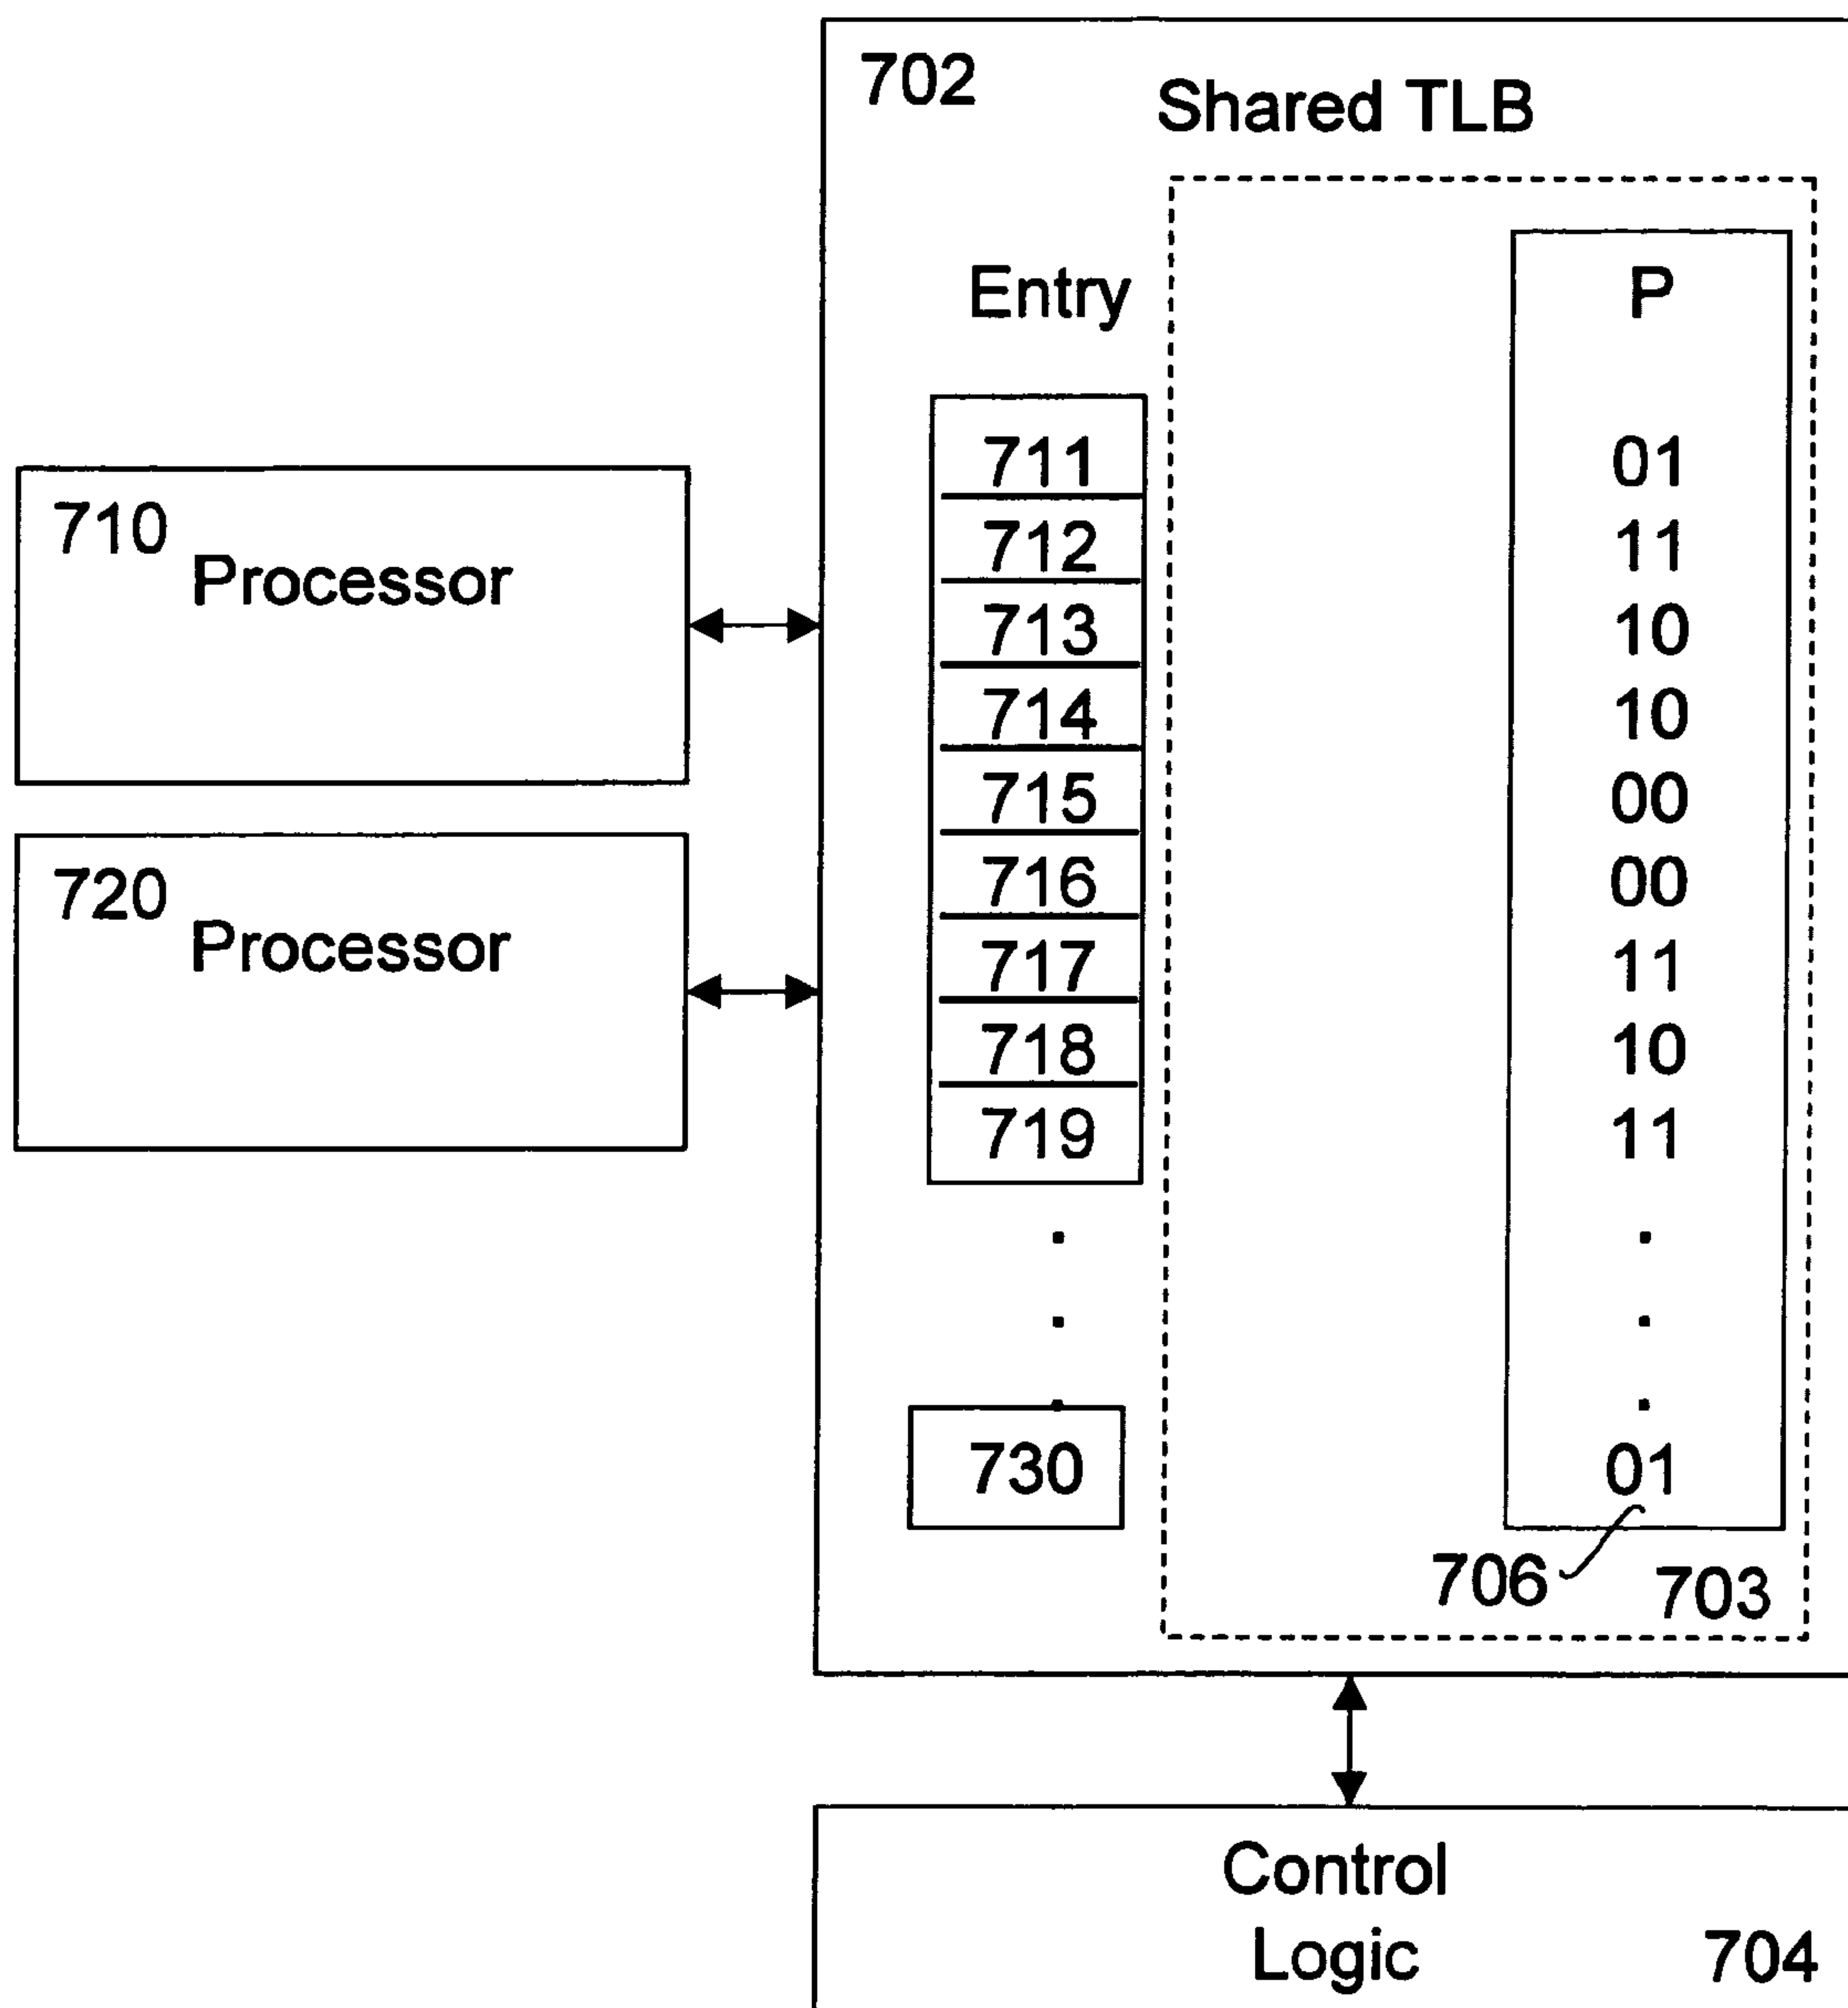 702
Shared TLB
Entry
P
711 01
712 11
713 10
714 10
715 00
716 00
717 11
718 10
719 11
730 01
706
703
710
Processor
720
Processor
Control
Logic
704